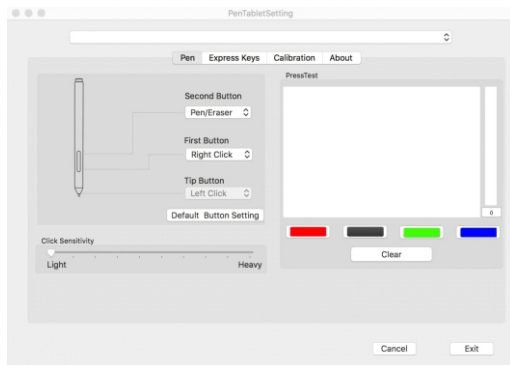 PenTabletSetting
Pen Express Keys Calibration About
Second Button
Pen/Eraser
First Button
Right Click
Tip Button
Left Click
Default Button Setting
Click Sensitivity
Light Heavy
PressTest
0
Clear
Cancel Exit